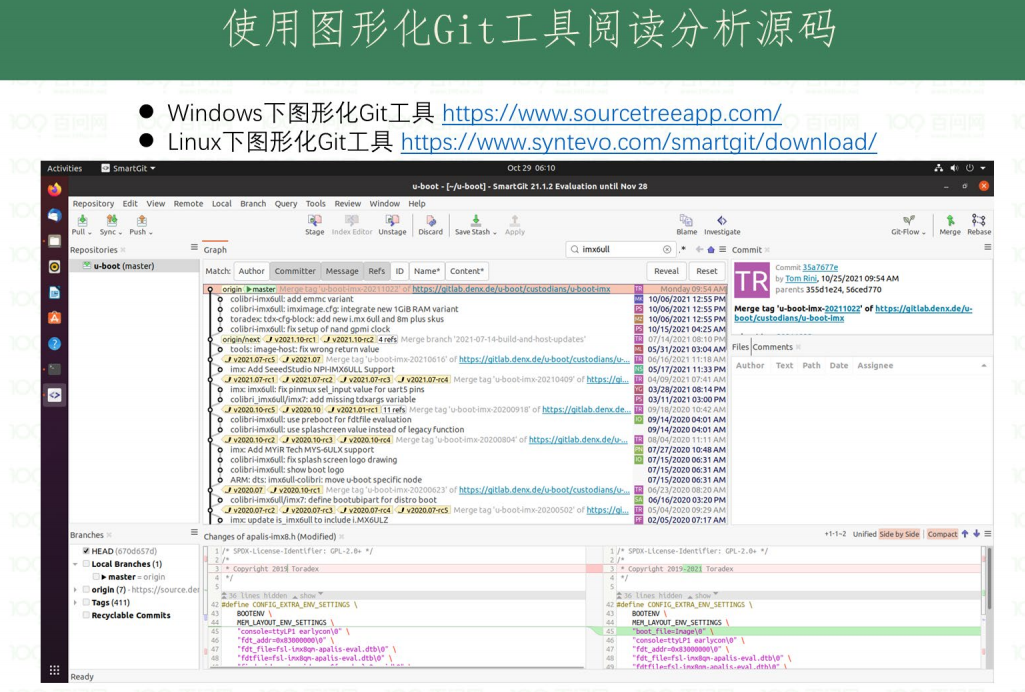 使用图形化Git工具阅读分析源码
● Windows下图形化Git工具 https://www.sourcetreeapp.com/
● Linux下图形化Git工具 https://www.syntevo.com/smartgit/download/
Activities SmartGit Oct 29 06:10
u-boot - [~/u-boot] - SmartGit 21.1.2 Evaluation until Nov 28
Repository Edit View Remote Local Branch Query Tools Review Window Help
Pull Sync Push Stage Index Editor Unstage Discard Save Stash Apply Blame Investigate Git-Flow Merge Rebase
Repositories
u-boot (master)
Graph imx6ull .*
Match: Author Committer Message Refs ID Name* Content* Reveal Reset
origin master Merge tag 'u-boot-imx-20211022' of https://gitlab.denx.de/u-boot/custodians/u-boot-imx TR Monday 09:54 AM
colibri-imx6ull: add emmc variant 10/06/2021 12:55 PM
colibri-imx6ull: imximage.cfg: integrate new 1GiB RAM variant PS 10/06/2021 12:55 PM
toradex: tdx-cfg-block: add new i.mx 6ull and 8m plus skus 10/06/2021 12:55 PM
colibri-imx6ull: fix setup of nand gpmi clock PS 10/15/2021 04:25 AM
origin/next v2021.10-rc1 v2021.10-rc2 4 refs Merge branch '2021-07-14-build-and-host-updates' TR 07/14/2021 08:10 PM
tools: image-host: fix wrong return value 05/31/2021 03:04 AM
v2021.07-rc5 v2021.07 Merge tag 'u-boot-imx-20210616' of https://gitlab.denx.de/u-boot/custodians/u-... TR 06/16/2021 11:18 AM
imx: Add SeeedStudio NPI-IMX6ULL Support NS 05/17/2021 11:33 PM
v2021.07-rc1 v2021.07-rc2 v2021.07-rc3 v2021.07-rc4 Merge tag 'u-boot-imx-20210409' of https://gi... TR 04/09/2021 07:41 AM
imx: imx6ull: fix pinmux sel_input value for uart5 pins 03/28/2021 08:14 PM
colibri_imx6ull/imx7: add missing tdxargs variable PS 03/11/2021 03:00 PM
v2020.10-rc5 v2020.10 v2021.01-rc1 11 refs Merge tag 'u-boot-imx-20200918' of https://gitlab.denx.de... TR 09/18/2020 10:42 AM
colibri-imx6ull: use preboot for fdtfile evaluation 09/14/2020 04:01 AM
colibri-imx6ull: use splashscreen value instead of legacy function 09/14/2020 04:01 AM
v2020.10-rc2 v2020.10-rc3 v2020.10-rc4 Merge tag 'u-boot-imx-20200804' of https://gitlab.denx.de/u-... TR 08/04/2020 11:11 AM
imx: Add MYiR Tech MYS-6ULX support 07/27/2020 10:48 AM
colibri-imx6ull: fix splash screen logo drawing 07/15/2020 06:31 AM
colibri-imx6ull: show boot logo 07/15/2020 06:31 AM
ARM: dts: imx6ull-colibri: move u-boot specific node 07/15/2020 06:31 AM
v2020.07 v2020.10-rc1 Merge tag 'u-boot-imx-20200623' of https://gitlab.denx.de/u-boot/custodians/u-... TR 06/23/2020 08:20 AM
colibri-imx6ull/imx7: define bootubipart for distro boot 06/16/2020 03:20 PM
v2020.07-rc2 v2020.07-rc3 v2020.07-rc4 v2020.07-rc5 Merge tag 'u-boot-imx-20200502' of https://gi... TR 05/04/2020 09:29 AM
imx: update is_imx6ull to include i.MX6ULZ PF 02/05/2020 07:17 AM
Commit
TR
Commit 35a7677e
by Tom Rini, 10/25/2021 09:54 AM
parents 355d1e24, 56ced770
Merge tag 'u-boot-imx-20211022' of https://gitlab.denx.de/u-
boot/custodians/u-boot-imx
Files Comments
Author Text Path Date Assignee
Branches
HEAD (670d657d)
Local Branches (1)
master = origin
origin (7) - https://source.den
Tags (411)
Recyclable Commits
Changes of apalis-imx8.h (Modified) +1-1~2 Unified Side by Side Compact
1 /* SPDX-License-Identifier: GPL-2.0+ */
2 /*
3 * Copyright 2019 Toradex
4 */
5
36 lines hidden show
42 #define CONFIG_EXTRA_ENV_SETTINGS \
43 BOOTENV \
44 MEM_LAYOUT_ENV_SETTINGS \
45 "console=ttyLP1 earlycon\0" \
46 "fdt_addr=0x83000000\0" \
47 "fdt_file=fsl-imx8qm-apalis-eval.dtb\0" \
48 "fdtfile=fsl-imx8qm-apalis-eval.dtb\0" \
1 /* SPDX-License-Identifier: GPL-2.0+ */
2 /*
3 * Copyright 2019-2021 Toradex
4 */
5
36 lines hidden show
42 #define CONFIG_EXTRA_ENV_SETTINGS \
43 BOOTENV \
44 MEM_LAYOUT_ENV_SETTINGS \
45 "boot_file=Image\0" \
46 "console=ttyLP1 earlycon\0" \
47 "fdt_addr=0x83000000\0" \
48 "fdt_file=fsl-imx8qm-apalis-eval.dtb\0" \
49 "fdtfile=fsl-imx8qm-apalis-eval.dtb\0" \
Ready